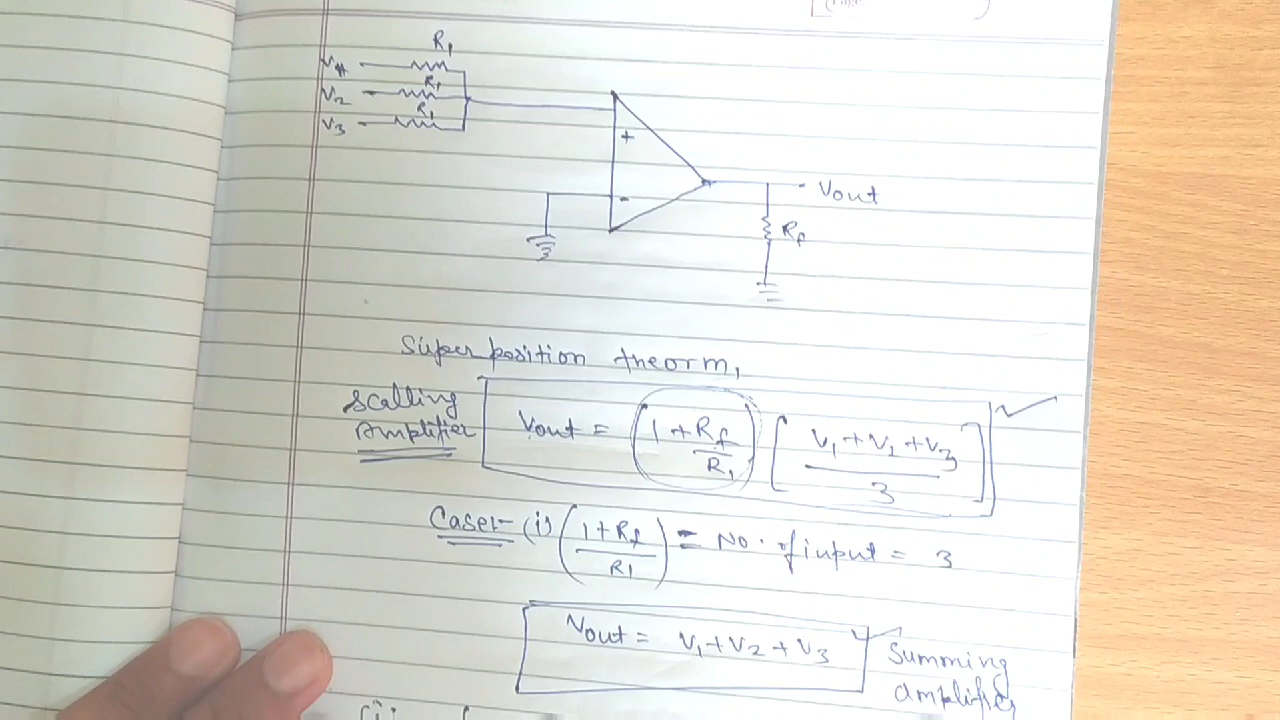 R1
V1
R1
V2
R1
V3
+
-
Vout
Rf
Superposition theorm,
Scalling
Amplifier
Vout = (1 + Rf/R1) [V1 + V2 + V3 / 3]
Case:- (i) (1 + Rf / R1) = No. of input = 3
Vout = V1 + V2 + V3
Summing
amplifier